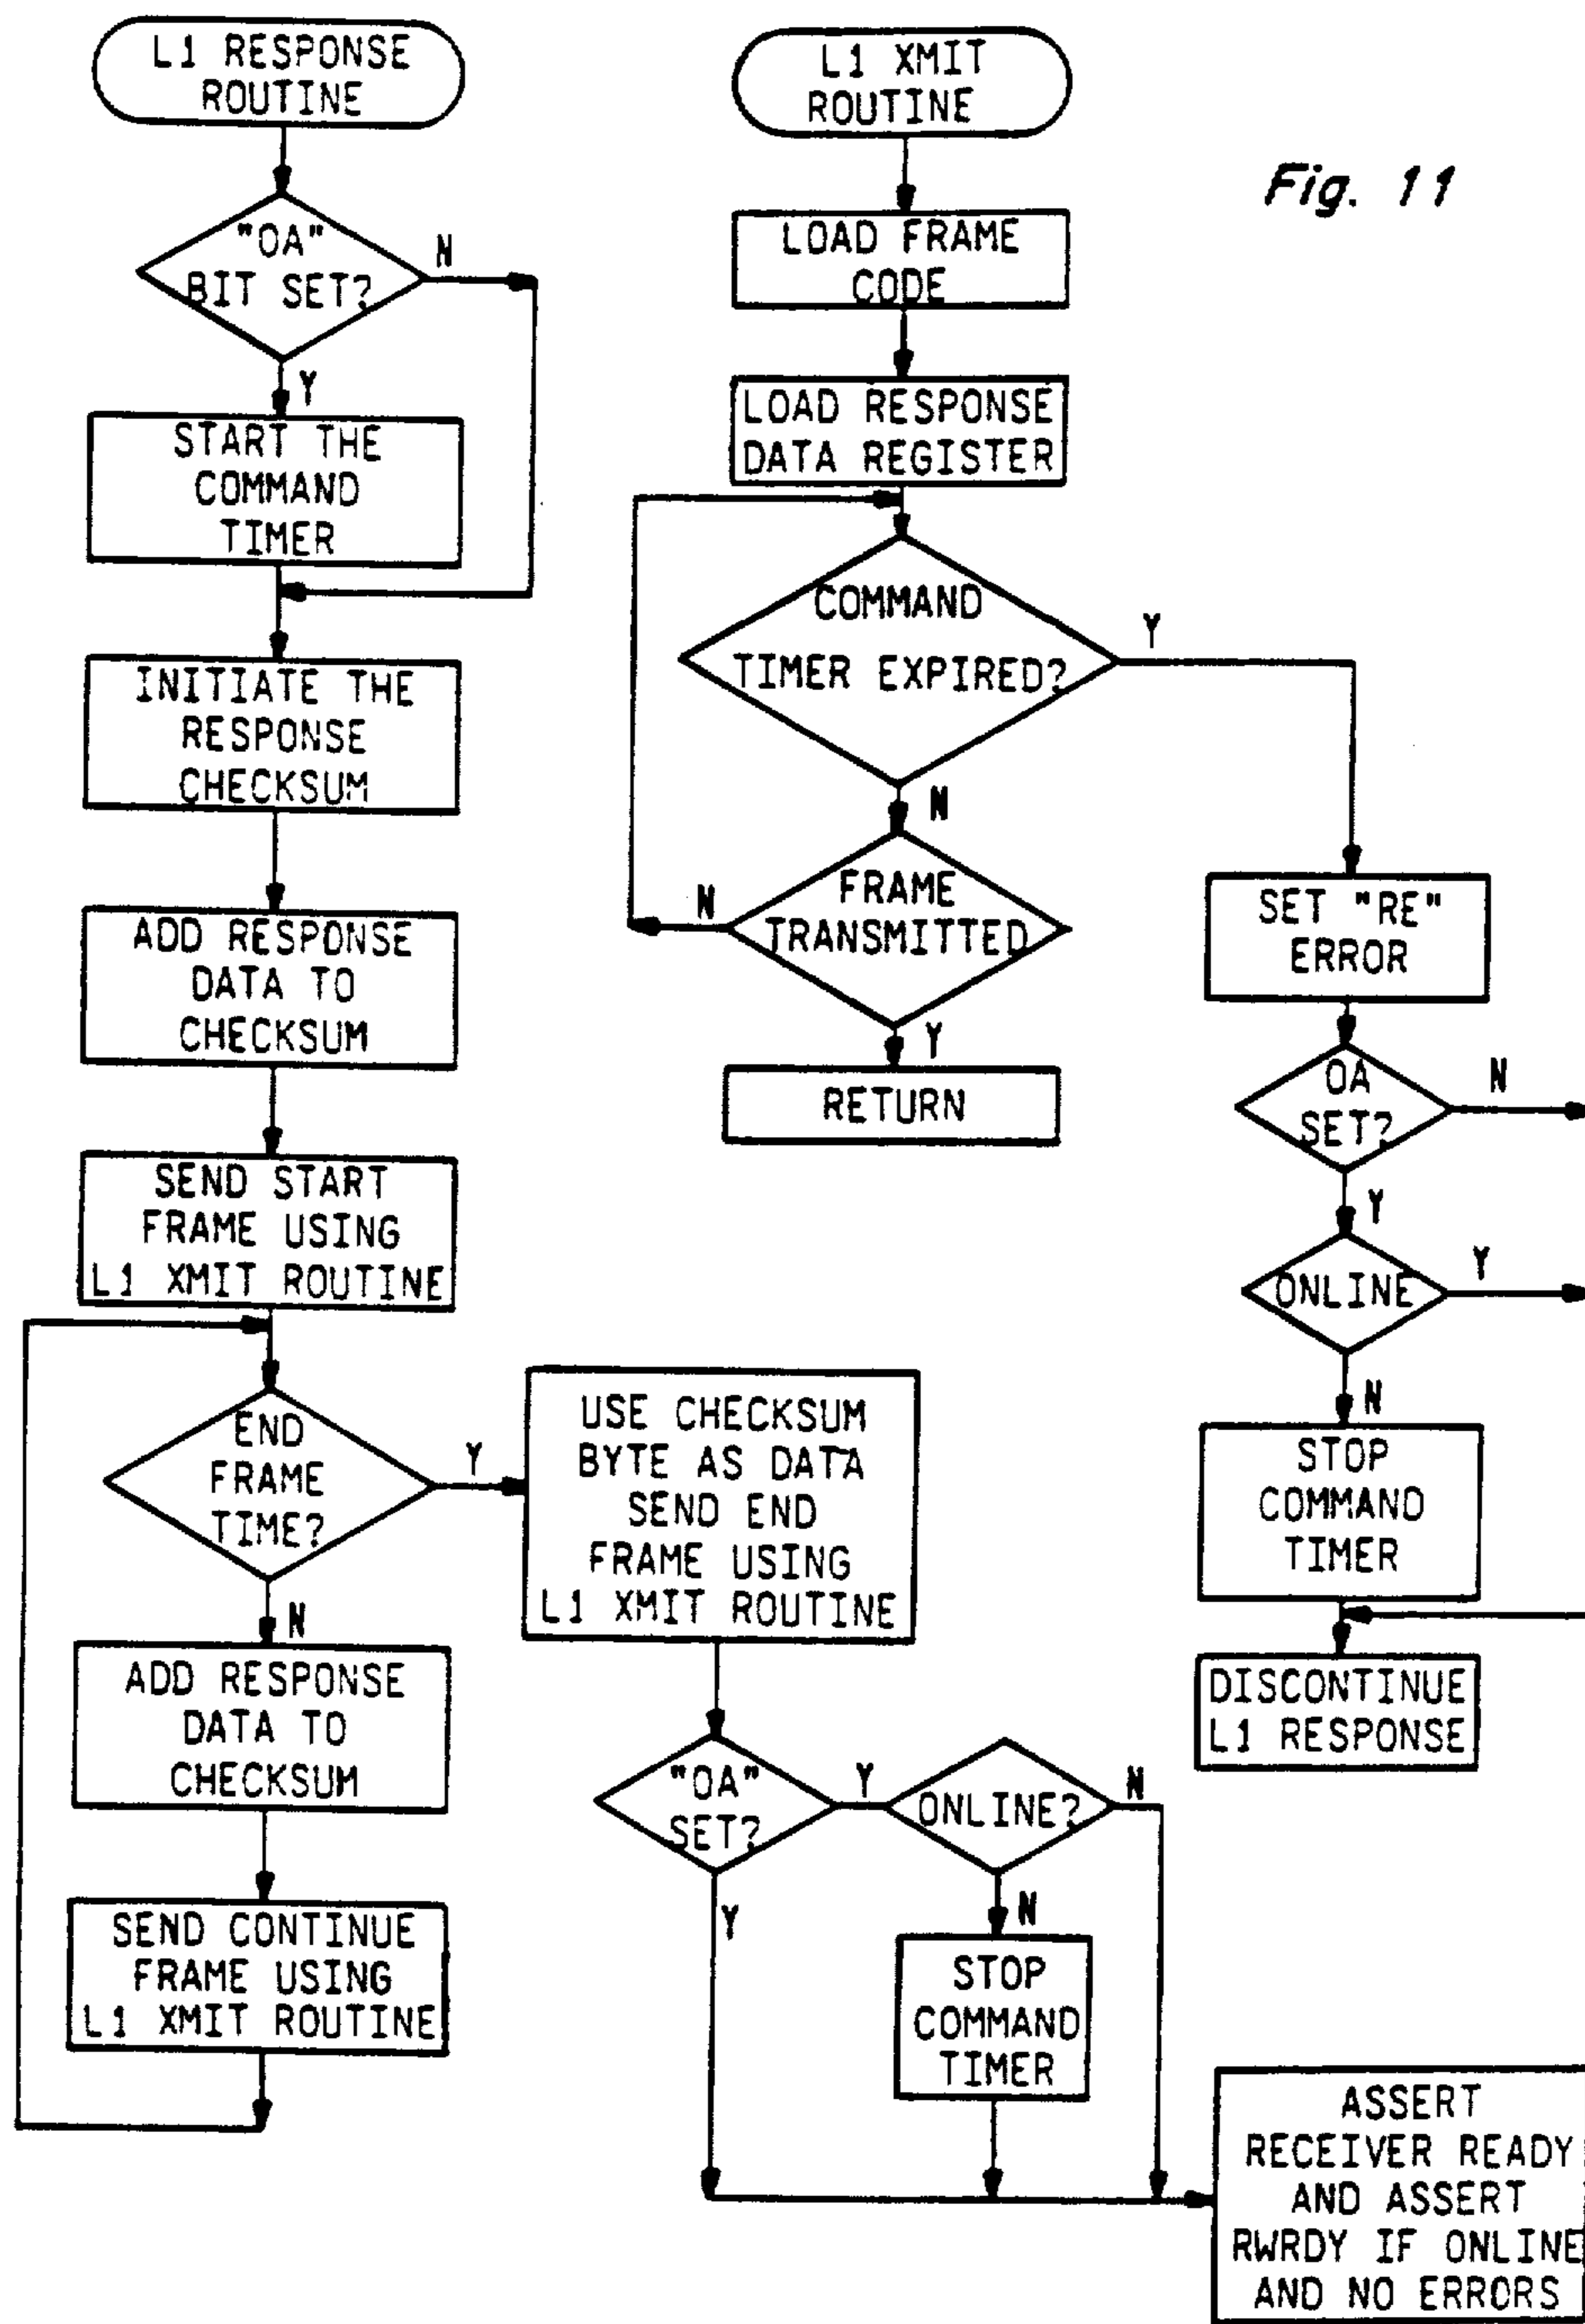 L1 RESPONSE
ROUTINE
"OA"
BIT SET?
N
Y
START THE
COMMAND
TIMER
INITIATE THE
RESPONSE
CHECKSUM
ADD RESPONSE
DATA TO
CHECKSUM
SEND START
FRAME USING
L1 XMIT ROUTINE
END
FRAME
TIME?
Y
N
ADD RESPONSE
DATA TO
CHECKSUM
SEND CONTINUE
FRAME USING
L1 XMIT ROUTINE
USE CHECKSUM
BYTE AS DATA
SEND END
FRAME USING
L1 XMIT ROUTINE
"OA"
SET?
Y
Y
ONLINE?
N
N
STOP
COMMAND
TIMER
ASSERT
RECEIVER READY
AND ASSERT
RWRDY IF ONLINE
AND NO ERRORS
L1 XMIT
ROUTINE
LOAD FRAME
CODE
LOAD RESPONSE
DATA REGISTER
COMMAND
TIMER EXPIRED?
Y
N
FRAME
TRANSMITTED
N
Y
RETURN
SET "RE"
ERROR
OA
SET?
N
Y
ONLINE
Y
N
STOP
COMMAND
TIMER
DISCONTINUE
L1 RESPONSE
Fig. 11